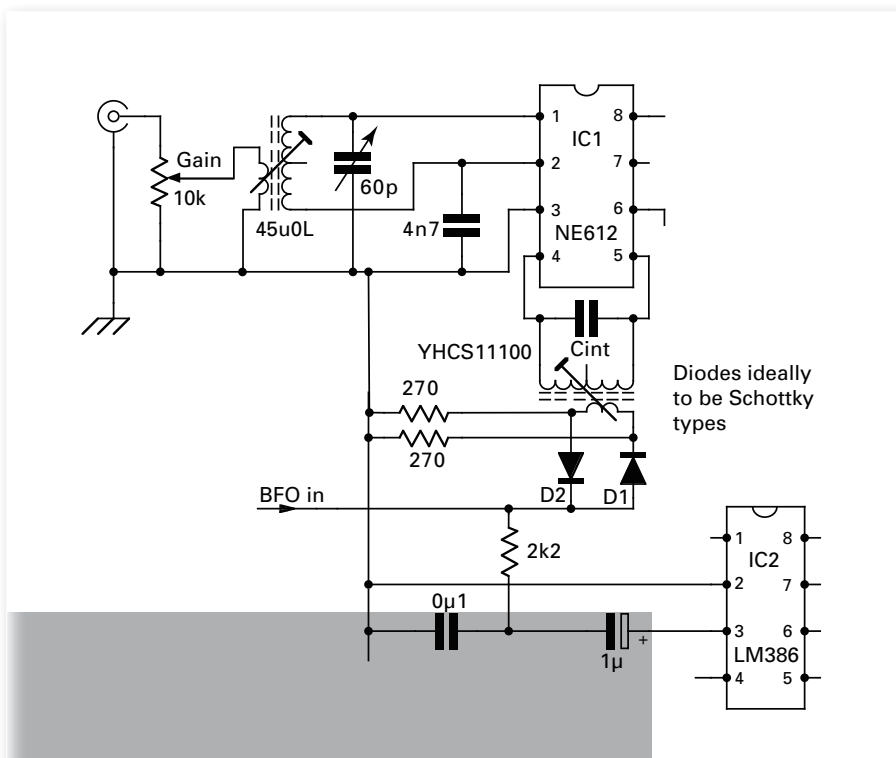 Gain
10k
45u0L
60p
4n7
1
2
3
4
8
7
6
5
IC1
NE612
YHCS11100
Cint
Diodes ideally
to be Schottky
types
270
270
BFO in
D2
D1
2k2
0µ1
1µ
+
1
2
3
4
8
7
6
5
IC2
LM386